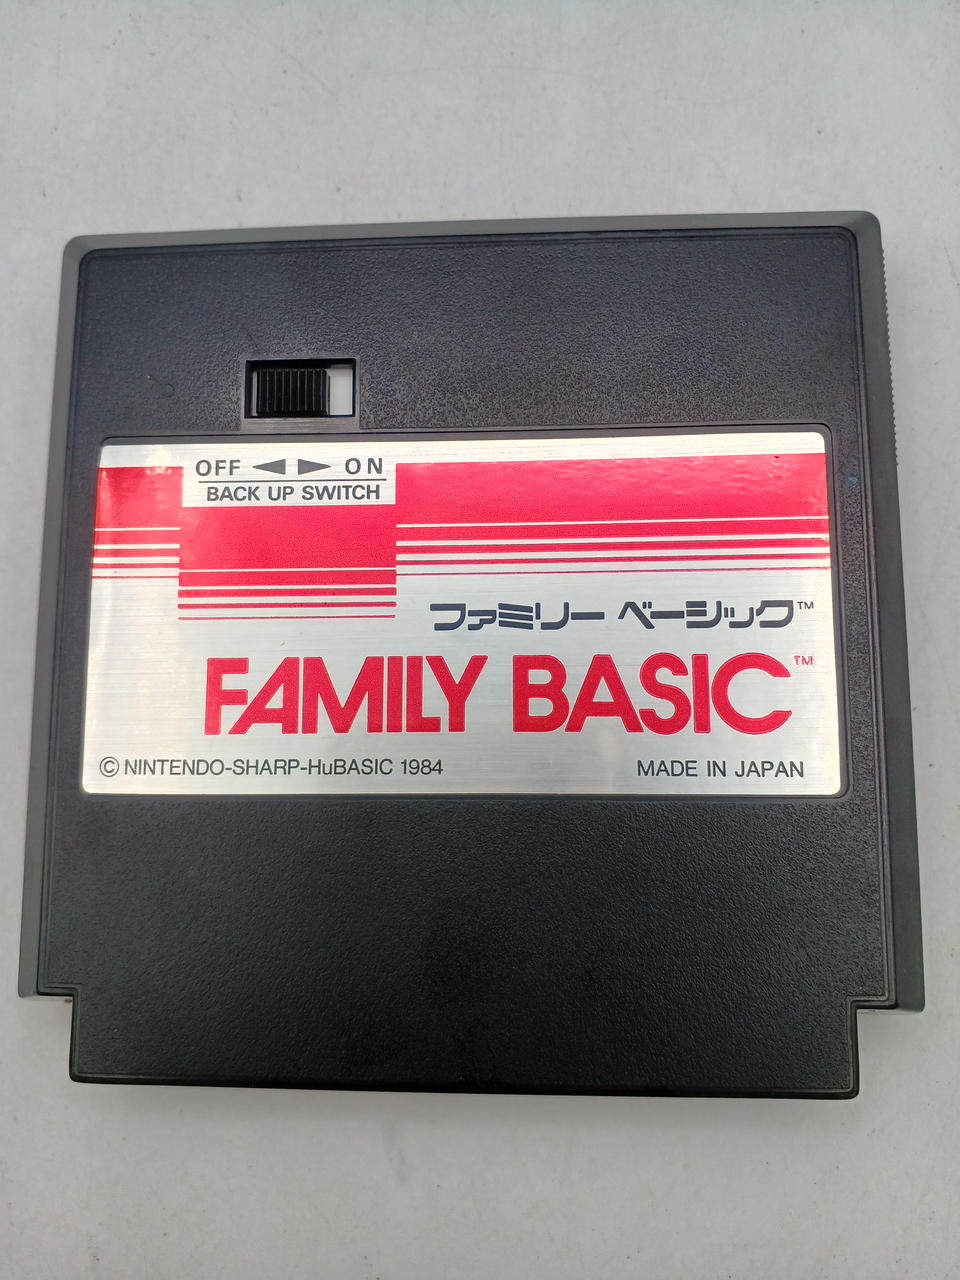 OFF ◀ ▶ ON
BACK UP SWITCH
ファミリー ベーシック™
FAMILY BASIC™
© NINTENDO-SHARP-HuBASIC 1984
MADE IN JAPAN